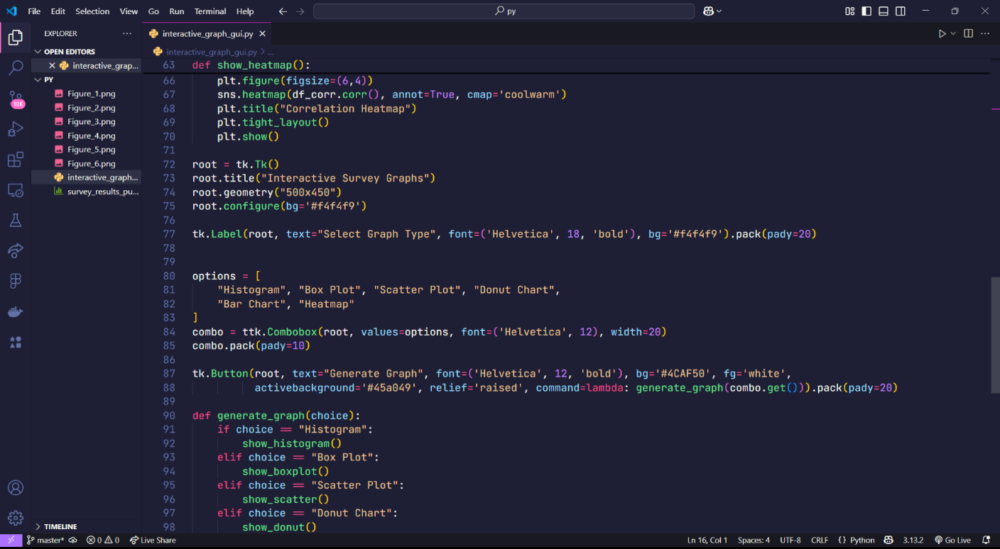 File Edit Selection View Go Run Terminal Help
py
EXPLORER
OPEN EDITORS
interactive_grap...
PY
Figure_1.png
Figure_2.png
Figure_3.png
Figure_4.png
Figure_5.png
Figure_6.png
interactive_graph...
survey_results_pu...
10K
TIMELINE
interactive_graph_gui.py
interactive_graph_gui.py > ...
63 def show_heatmap():
66     plt.figure(figsize=(6,4))
67     sns.heatmap(df_corr.corr(), annot=True, cmap='coolwarm')
68     plt.title("Correlation Heatmap")
69     plt.tight_layout()
70     plt.show()
71
72 root = tk.Tk()
73 root.title("Interactive Survey Graphs")
74 root.geometry("500x450")
75 root.configure(bg='#f4f4f9')
76
77 tk.Label(root, text="Select Graph Type", font=('Helvetica', 18, 'bold'), bg='#f4f4f9').pack(pady=20)
78
79
80 options = [
81     "Histogram", "Box Plot", "Scatter Plot", "Donut Chart",
82     "Bar Chart", "Heatmap"
83 ]
84 combo = ttk.Combobox(root, values=options, font=('Helvetica', 12), width=20)
85 combo.pack(pady=10)
86
87 tk.Button(root, text="Generate Graph", font=('Helvetica', 12, 'bold'), bg='#4CAF50', fg='white',
88           activebackground='#45a049', relief='raised', command=lambda: generate_graph(combo.get())).pack(pady=20)
89
90 def generate_graph(choice):
91     if choice == "Histogram":
92         show_histogram()
93     elif choice == "Box Plot":
94         show_boxplot()
95     elif choice == "Scatter Plot":
96         show_scatter()
97     elif choice == "Donut Chart":
98         show_donut()
master* 0 0 Live Share Ln 16, Col 1 Spaces: 4 UTF-8 CRLF {} Python 3.13.2 Go Live